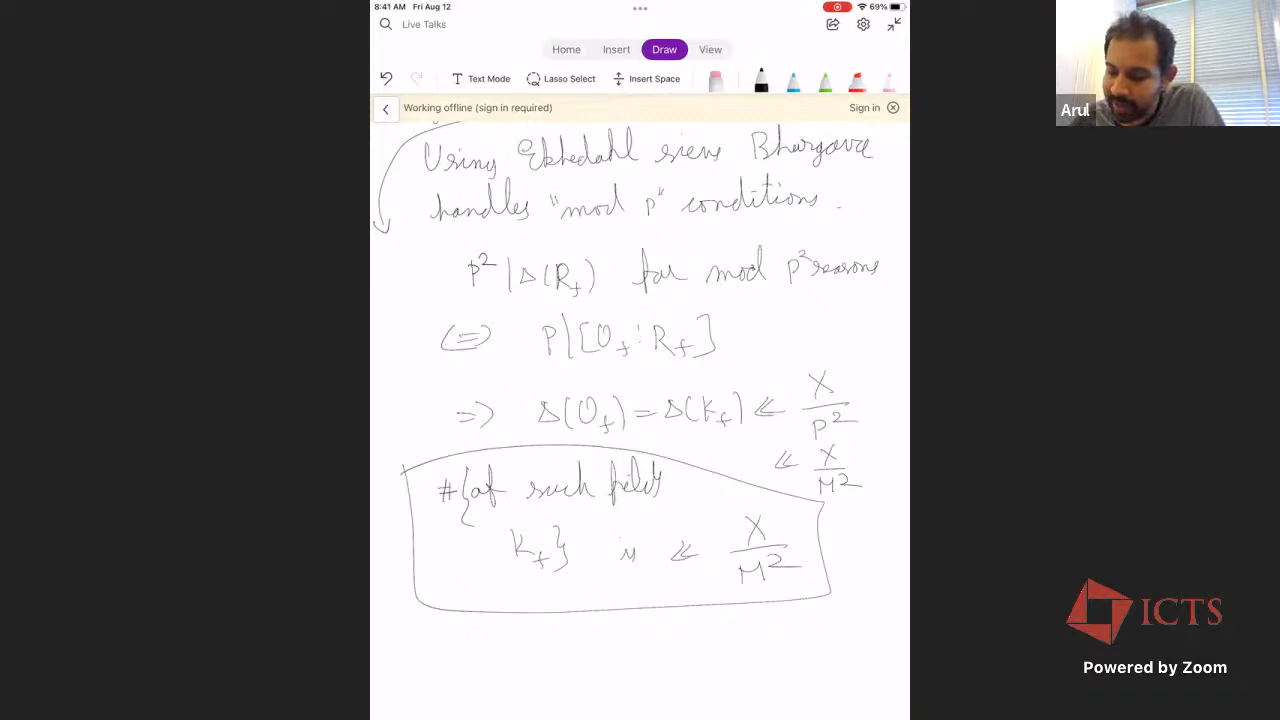 8:41 AM Fri Aug 12
69%
Live Talks
Home Insert Draw View
Text Mode Lasso Select Insert Space
Working offline (sign in required) Sign in
Arul
Using Ekhedahl sieve Bhargava
handles "mod p" conditions.
p² | Δ(R_f) for mod p² reasons
⇔ p | [O_f : R_f]
⇒ Δ(O_f) = Δ(K_f) ≪ X/p²
≪ X/M²
#{of such fields
K_f} is ≪ X/M²
ICTS
Powered by Zoom